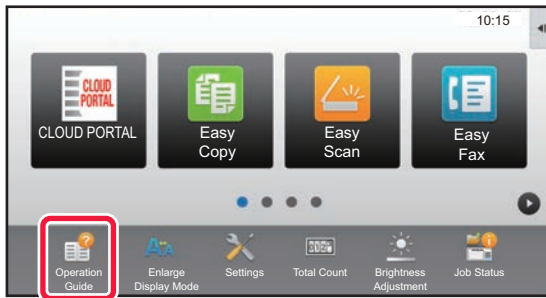 10:15
CLOUD
PORTAL
CLOUD PORTAL
Easy
Copy
Easy
Scan
Easy
Fax
Operation
Guide
Enlarge
Display Mode
Settings
Total Count
Brightness
Adjustment
Job Status